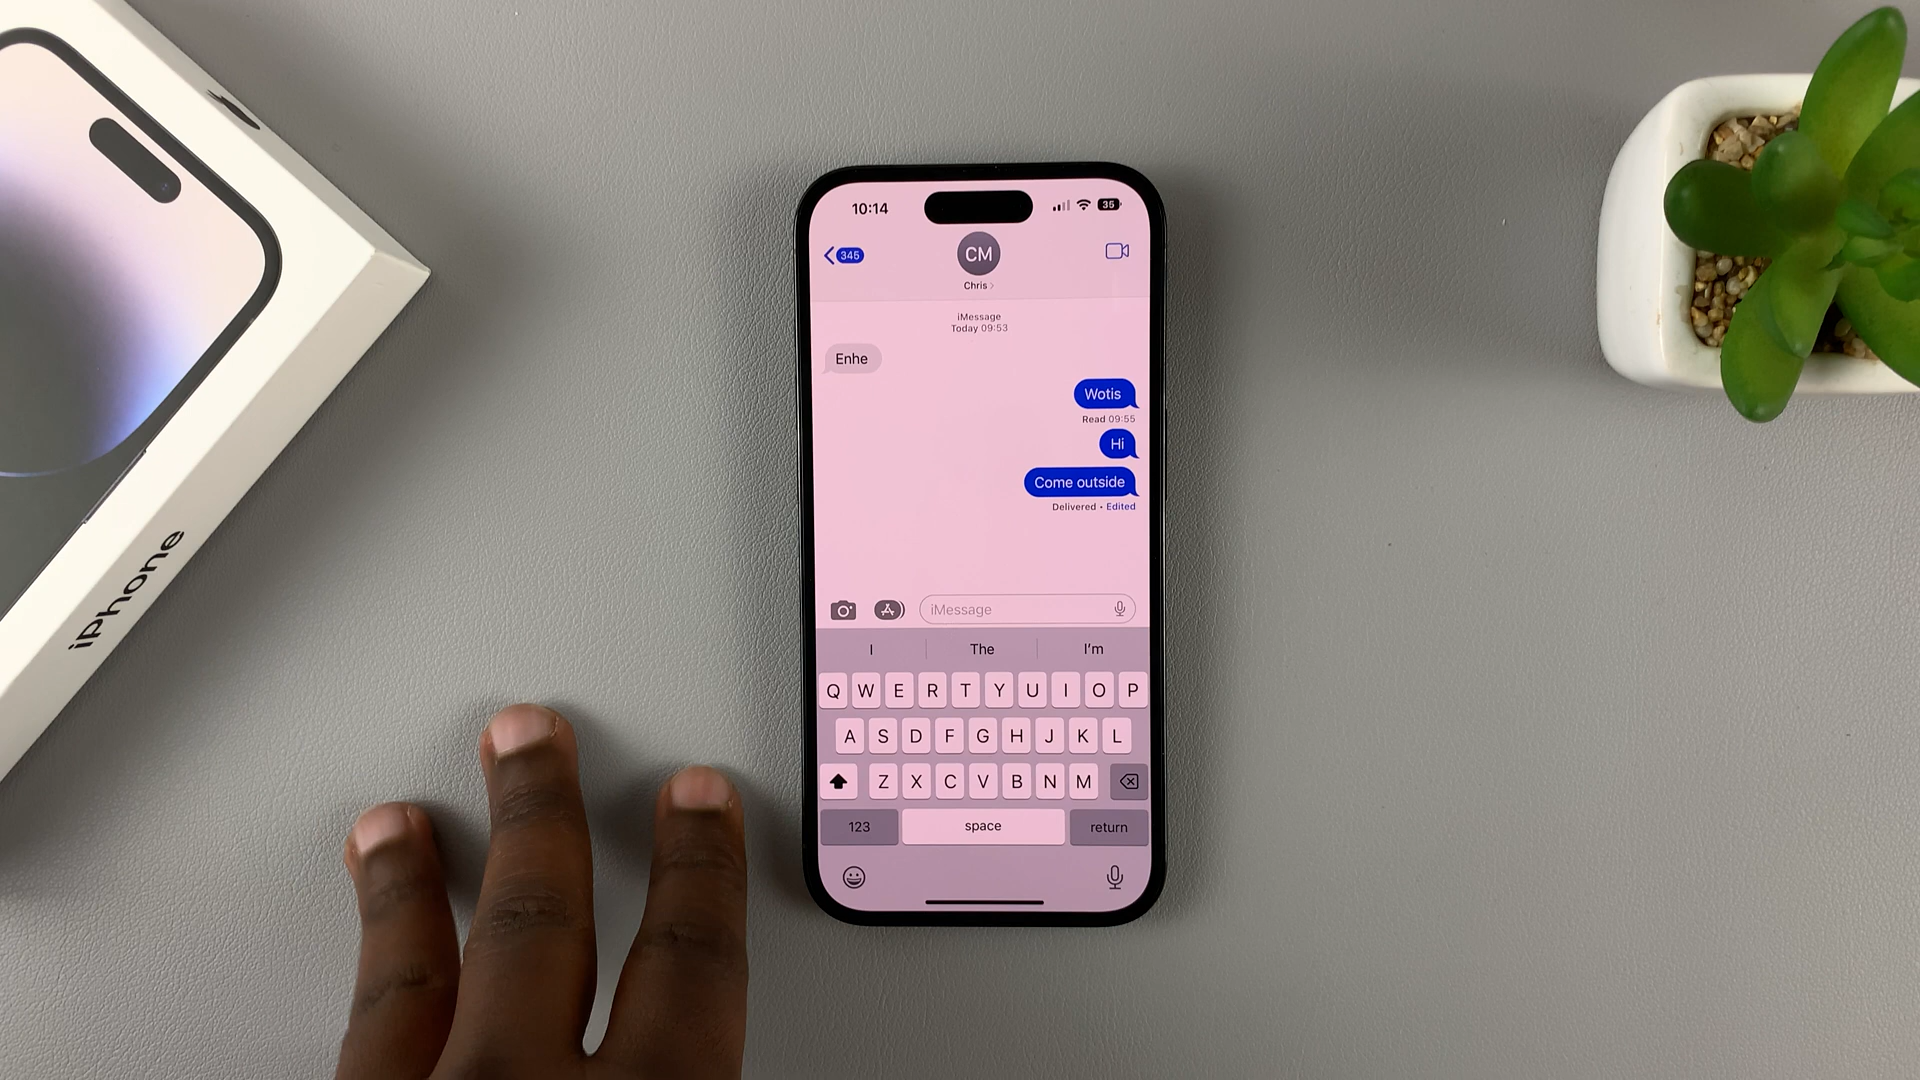 iPhone
10:14
35
345
CM
Chris
iMessage
Today 09:53
Enhe
Wotis
Read 09:55
Hi
Come outside
Delivered • Edited
iMessage
I The I'm
Q W E R T Y U I O P
A S D F G H J K L
Z X C V B N M
123 space return